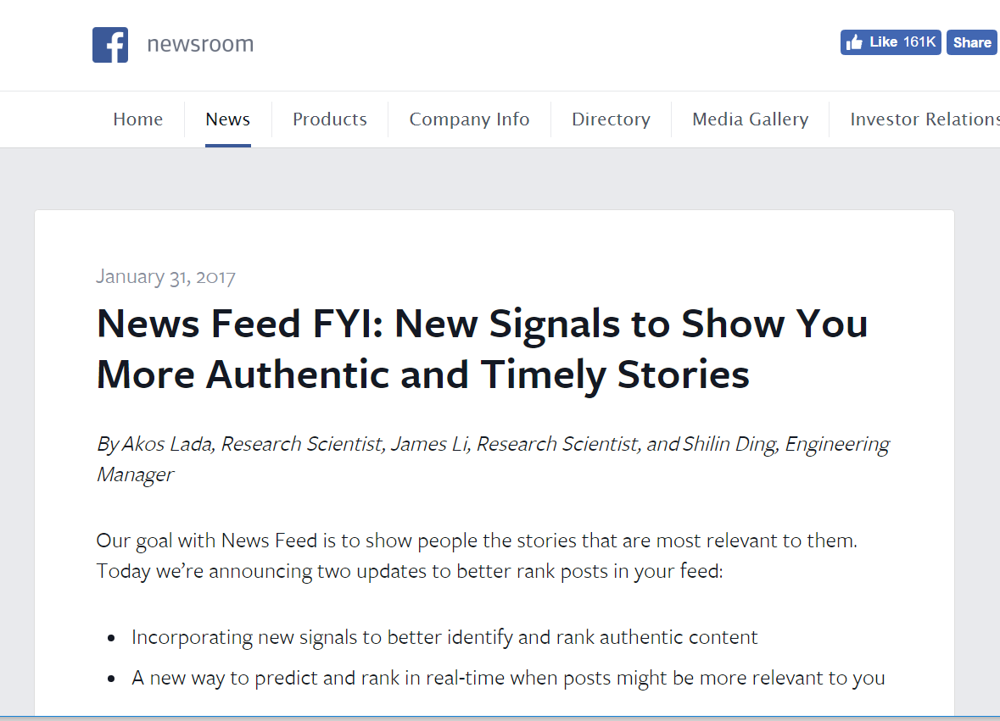 newsroom
Like 161K Share
Home News Products Company Info Directory Media Gallery Investor Relations
January 31, 2017
News Feed FYI: New Signals to Show You
More Authentic and Timely Stories
By Akos Lada, Research Scientist, James Li, Research Scientist, and Shilin Ding, Engineering
Manager
Our goal with News Feed is to show people the stories that are most relevant to them.
Today we’re announcing two updates to better rank posts in your feed:
• Incorporating new signals to better identify and rank authentic content
• A new way to predict and rank in real-time when posts might be more relevant to you